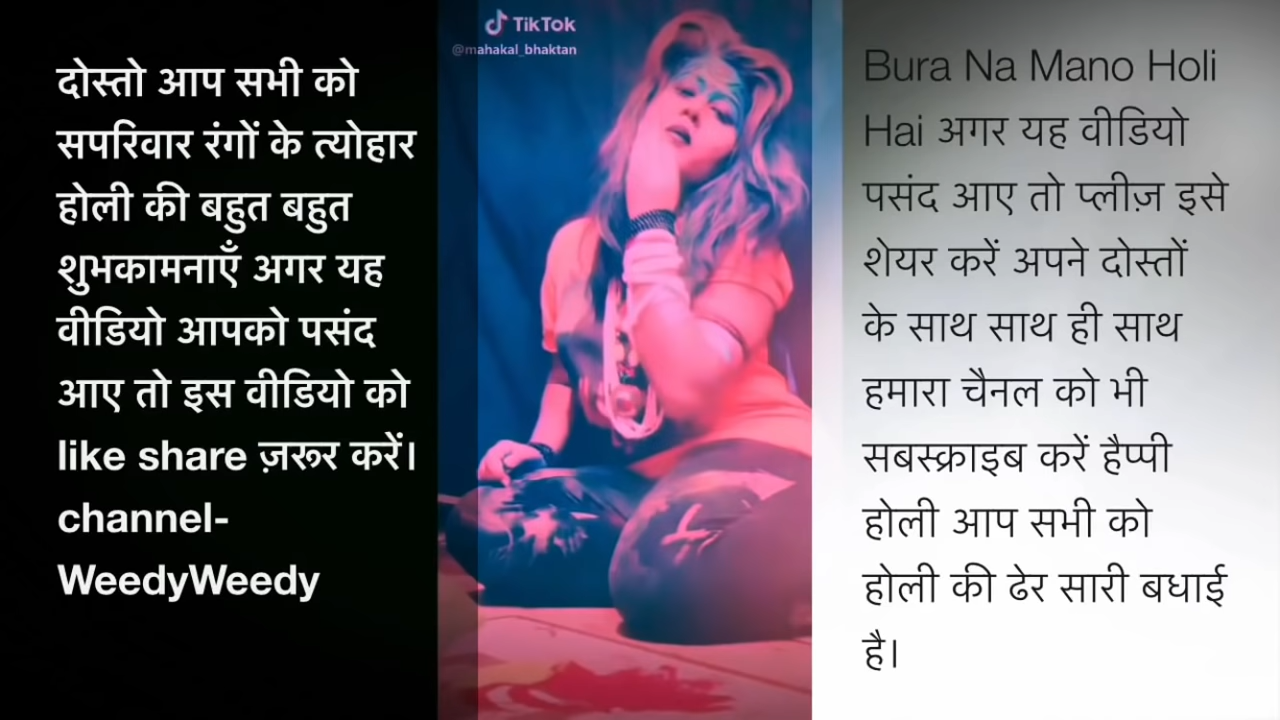 दोस्तो आप सभी को
सपरिवार रंगों के त्योहार
होली की बहुत बहुत
शुभकामनाएँ अगर यह
वीडियो आपको पसंद
आए तो इस वीडियो को
like share ज़रूर करें।
channel-
WeedyWeedy
TikTok
@mahakal_bhaktan
Bura Na Mano Holi
Hai अगर यह वीडियो
पसंद आए तो प्लीज़ इसे
शेयर करें अपने दोस्तों
के साथ साथ ही साथ
हमारा चैनल को भी
सबस्क्राइब करें हैप्पी
होली आप सभी को
होली की ढेर सारी बधाई
है।